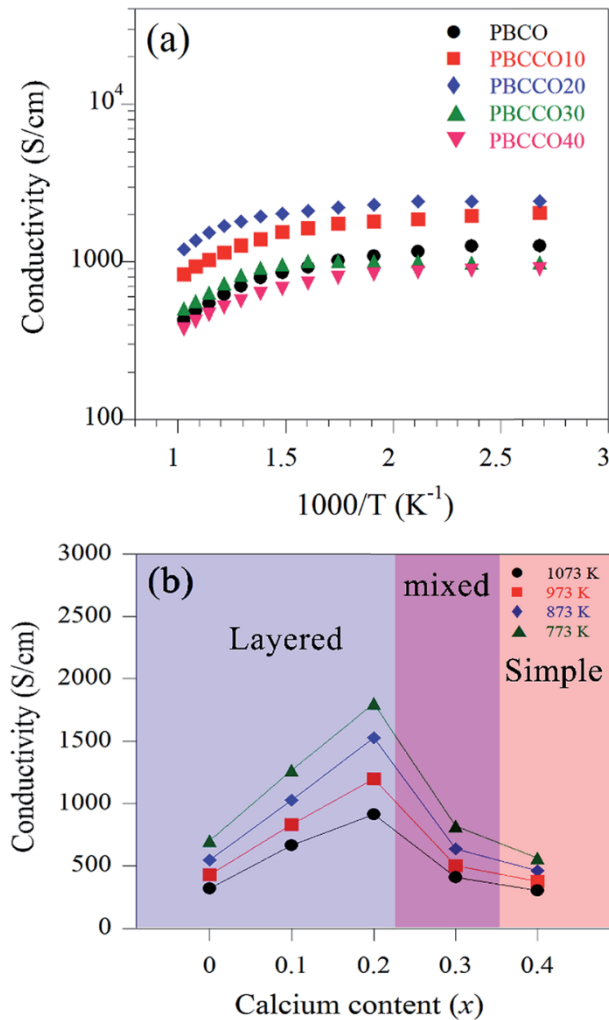 (a)
PBCO
PBCCO10
PBCCO20
PBCCO30
PBCCO40
10⁴
1000
100
Conductivity (S/cm)
1 1.5 2 2.5 3
1000/T (K⁻¹)
(b)
mixed
Layered
Simple
1073 K
973 K
873 K
773 K
3000
2500
2000
1500
1000
500
0
Conductivity (S/cm)
0 0.1 0.2 0.3 0.4
Calcium content (x)